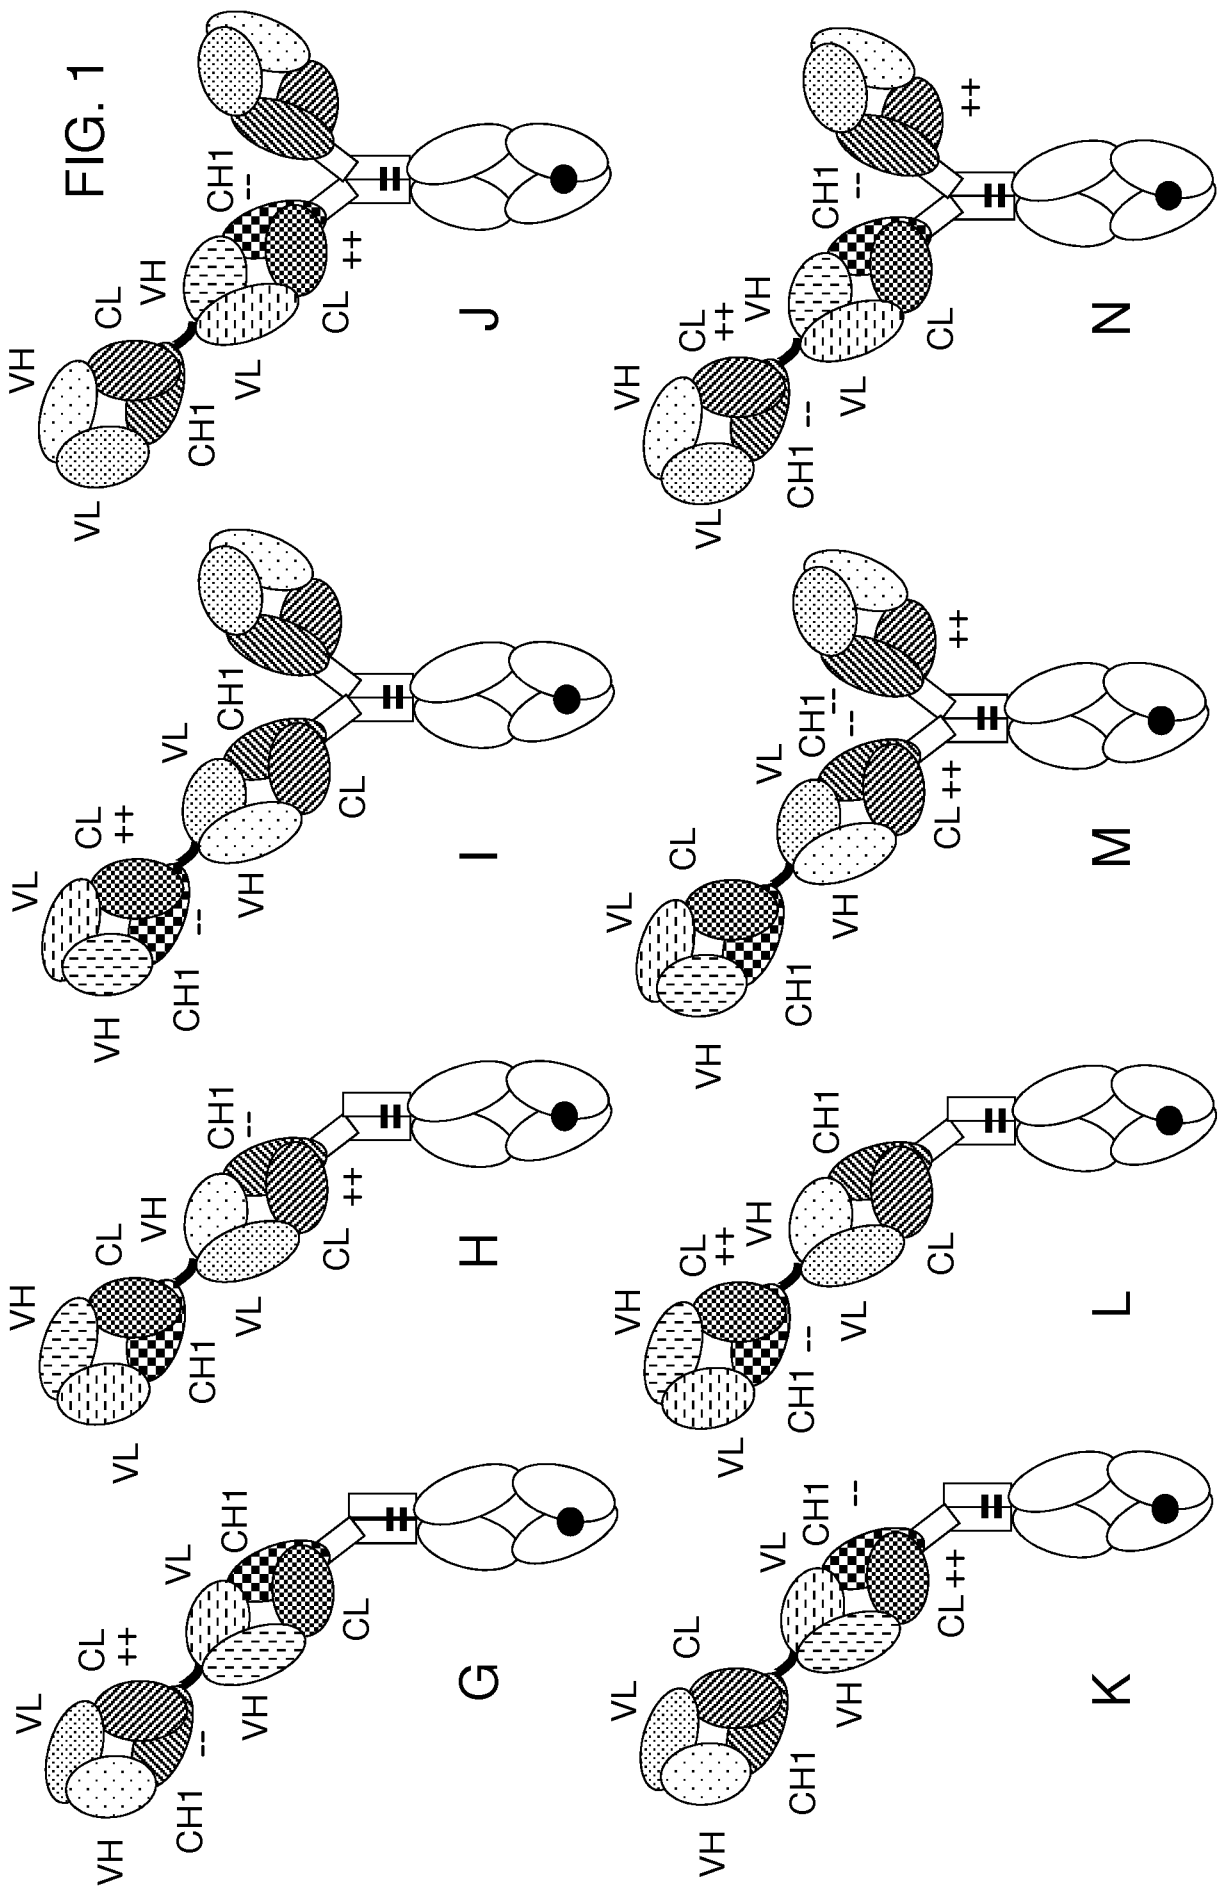 FIG. 1
VL
CL
++
VH
CH1
--
VL
CH1
VH
CL
G
VH
CL
VL
CH1
VH
CH1
--
VL
CL
++
H
VL
CL
++
VH
CH1
--
VL
CH1
VH
CL
I
VH
CL
VL
CH1
VH
CH1
--
VL
CL
++
J
VL
CL
VH
CH1
VL
CH1
--
VH
CL ++
K
VH
CL
++
VL
CH1 --
VH
CH1
VL
CL
L
VL
CL
VH
CH1
VL
CH1 --
--
VH
CL ++
++
M
VH
CL
++
VL
CH1 --
VH
CH1
--
VL
CL
++
N